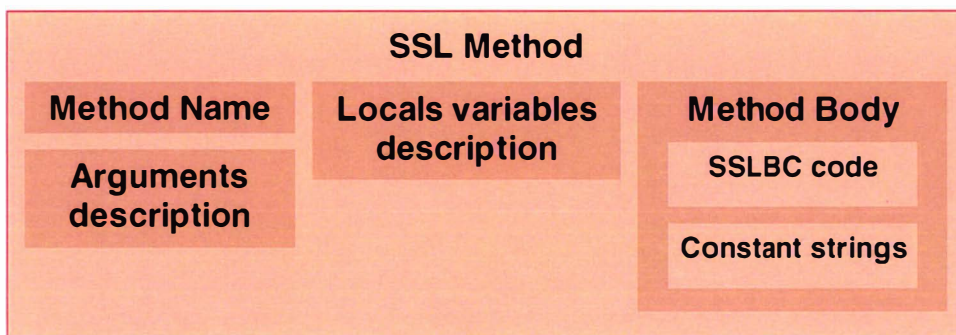 SSL Method
Method Name
Arguments
description
Locals variables
description
Method Body
SSLBC code
Constant strings